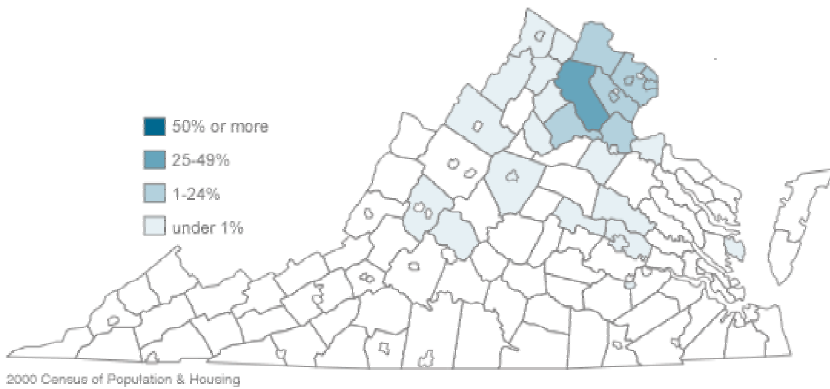 50% or more
25-49%
1-24%
under 1%
2000 Census of Population & Housing